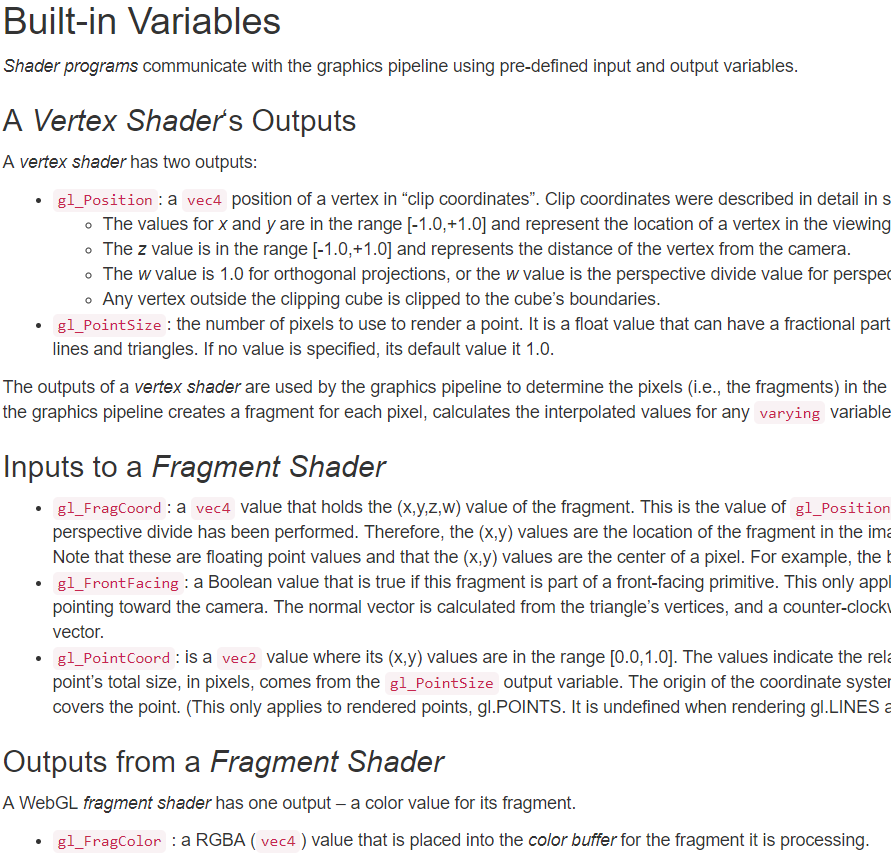 Built-in Variables
Shader programs communicate with the graphics pipeline using pre-defined input and output variables.
A Vertex Shader‘s Outputs
A vertex shader has two outputs:
gl_Position : a vec4 position of a vertex in “clip coordinates”. Clip coordinates were described in detail in s
The values for x and y are in the range [-1.0,+1.0] and represent the location of a vertex in the viewing
The z value is in the range [-1.0,+1.0] and represents the distance of the vertex from the camera.
The w value is 1.0 for orthogonal projections, or the w value is the perspective divide value for perspec
Any vertex outside the clipping cube is clipped to the cube’s boundaries.
gl_PointSize : the number of pixels to use to render a point. It is a float value that can have a fractional part
lines and triangles. If no value is specified, its default value it 1.0.
The outputs of a vertex shader are used by the graphics pipeline to determine the pixels (i.e., the fragments) in the
the graphics pipeline creates a fragment for each pixel, calculates the interpolated values for any varying variable
Inputs to a Fragment Shader
gl_FragCoord : a vec4 value that holds the (x,y,z,w) value of the fragment. This is the value of gl_Position
perspective divide has been performed. Therefore, the (x,y) values are the location of the fragment in the ima
Note that these are floating point values and that the (x,y) values are the center of a pixel. For example, the b
gl_FrontFacing : a Boolean value that is true if this fragment is part of a front-facing primitive. This only appl
pointing toward the camera. The normal vector is calculated from the triangle’s vertices, and a counter-clockw
vector.
gl_PointCoord : is a vec2 value where its (x,y) values are in the range [0.0,1.0]. The values indicate the rela
point’s total size, in pixels, comes from the gl_PointSize output variable. The origin of the coordinate system
covers the point. (This only applies to rendered points, gl.POINTS. It is undefined when rendering gl.LINES a
Outputs from a Fragment Shader
A WebGL fragment shader has one output – a color value for its fragment.
gl_FragColor : a RGBA ( vec4 ) value that is placed into the color buffer for the fragment it is processing.